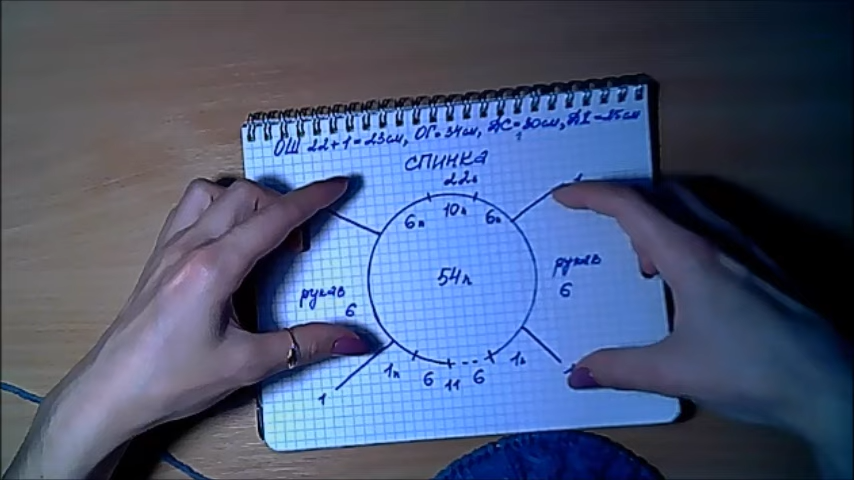 ОШ 22+1=23см, ОГ=34см, ДС=30см, ДИ=25см
СПИНКА
22п
6п 10п 6п
54п
рукав
6
рукав
6
1п 6 11 6 1п
1